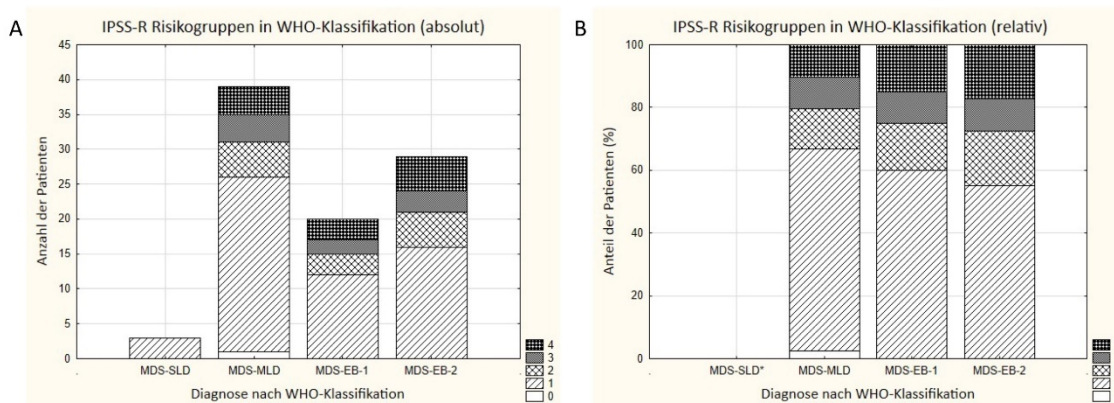 A
IPSS-R Risikogruppen in WHO-Klassifikation (absolut)
Anzahl der Patienten
45
40
35
30
25
20
15
10
5
0
MDS-SLD
MDS-MLD
MDS-EB-1
MDS-EB-2
Diagnose nach WHO-Klassifikation
4
3
2
1
0
B
IPSS-R Risikogruppen in WHO-Klassifikation (relativ)
Anteil der Patienten (%)
100
80
60
40
20
0
MDS-SLD*
MDS-MLD
MDS-EB-1
MDS-EB-2
Diagnose nach WHO-Klassifikation